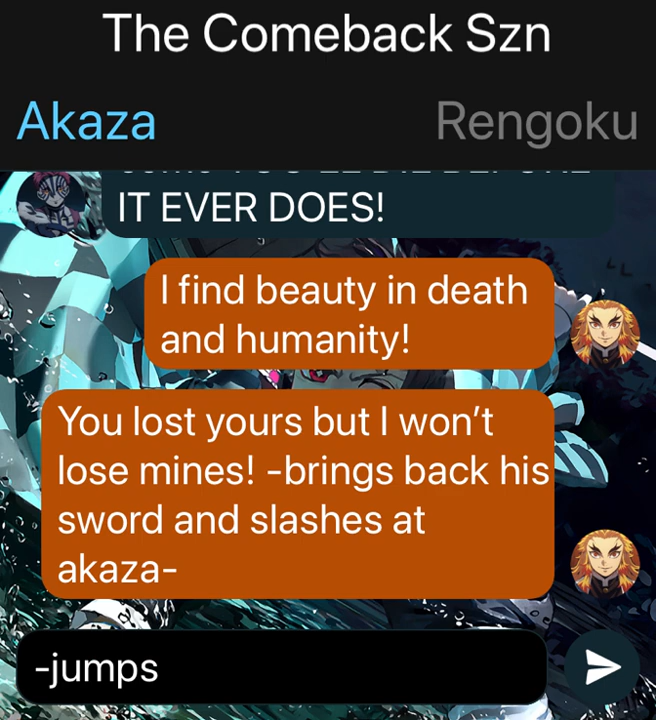 The Comeback Szn
Akaza
Rengoku
IT EVER DOES!
I find beauty in death
and humanity!
You lost yours but I won’t
lose mines! -brings back his
sword and slashes at
akaza-
-jumps